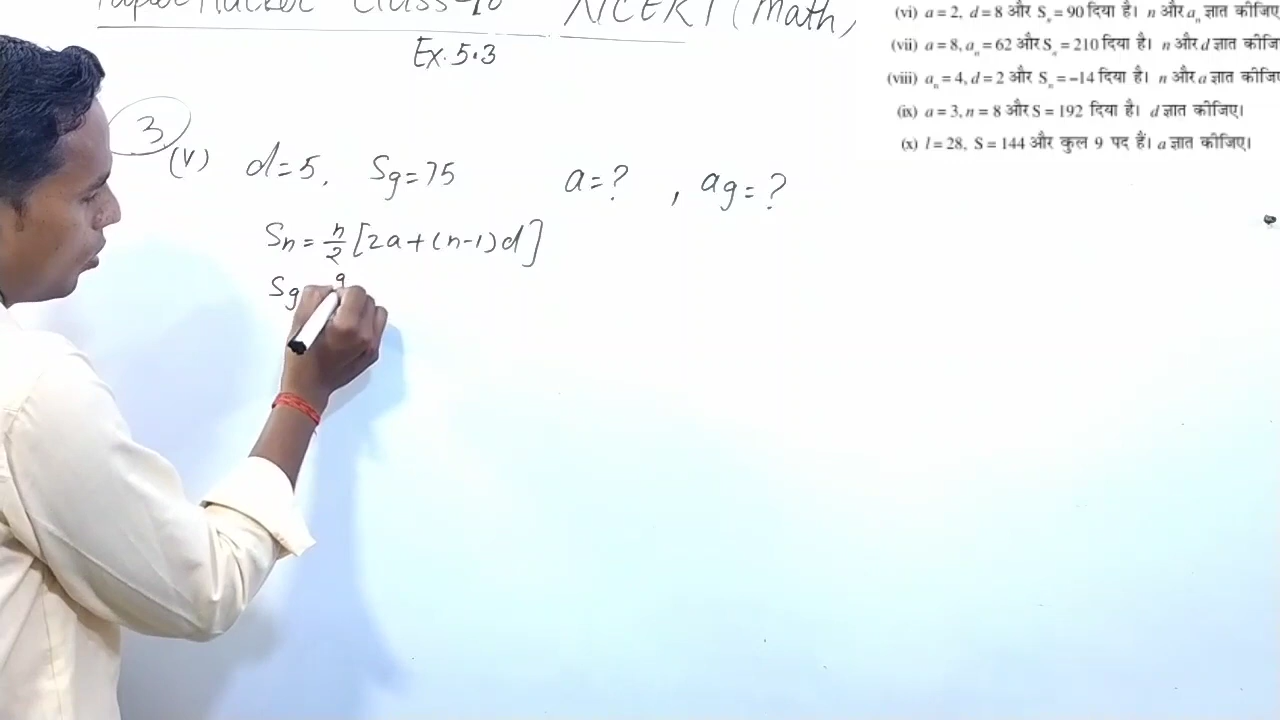 Class-10 NCERT (Math)
Ex. 5.3
3
(v) d=5, S9=75 a=? , a9=?
Sn = n/2 [2a+(n-1)d]
S9 9
(vi) a = 2, d = 8 और Sn = 90 दिया है। n और an ज्ञात कीजिए
(vii) a = 8, an = 62 और Sn = 210 दिया है। n और d ज्ञात कीजि
(viii) an = 4, d = 2 और Sn = –14 दिया है। n और a ज्ञात कीजि
(ix) a = 3, n = 8 और S = 192 दिया है। d ज्ञात कीजिए।
(x) l = 28, S = 144 और कुल 9 पद हैं। a ज्ञात कीजिए।